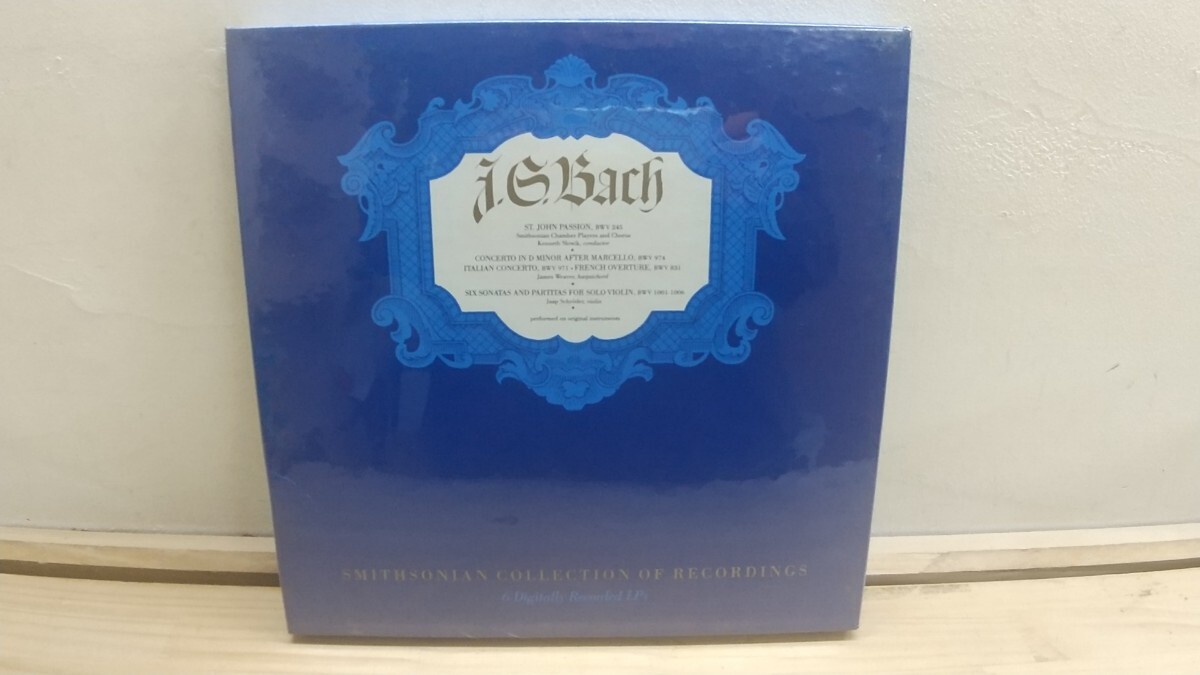 J.S. Bach
ST. JOHN PASSION, BWV 245
Smithsonian Chamber Players and Chorus
Kenneth Slowik, conductor
CONCERTO IN D MINOR AFTER MARCELLO, BWV 974
ITALIAN CONCERTO, BWV 971 • FRENCH OVERTURE, BWV 831
James Weaver, harpsichord
SIX SONATAS AND PARTITAS FOR SOLO VIOLIN, BWV 1001-1006
Jaap Schröder, violin
performed on original instruments
SMITHSONIAN COLLECTION OF RECORDINGS
6 Digitally Recorded LPs